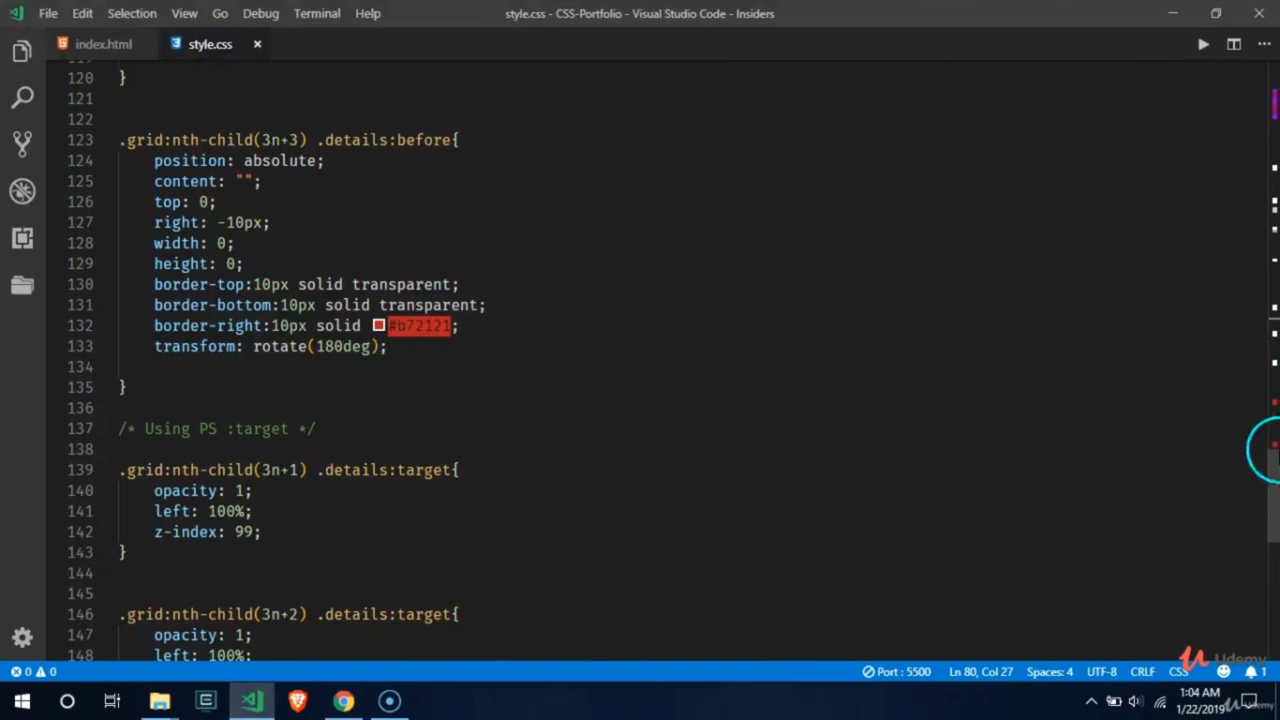 File Edit Selection View Go Debug Terminal Help style.css - CSS-Portfolio - Visual Studio Code - Insiders
index.html style.css
120 }
121
122
123 .grid:nth-child(3n+3) .details:before{
124 position: absolute;
125 content: "";
126 top: 0;
127 right: -10px;
128 width: 0;
129 height: 0;
130 border-top:10px solid transparent;
131 border-bottom:10px solid transparent;
132 border-right:10px solid #b72121;
133 transform: rotate(180deg);
134
135 }
136
137 /* Using PS :target */
138
139 .grid:nth-child(3n+1) .details:target{
140 opacity: 1;
141 left: 100%;
142 z-index: 99;
143 }
144
145
146 .grid:nth-child(3n+2) .details:target{
147 opacity: 1;
148 left: 100%;
0 0 Port : 5500 Ln 80, Col 27 Spaces: 4 UTF-8 CRLF CSS 1
Udemy
1:04 AM
1/22/2019
Udemy